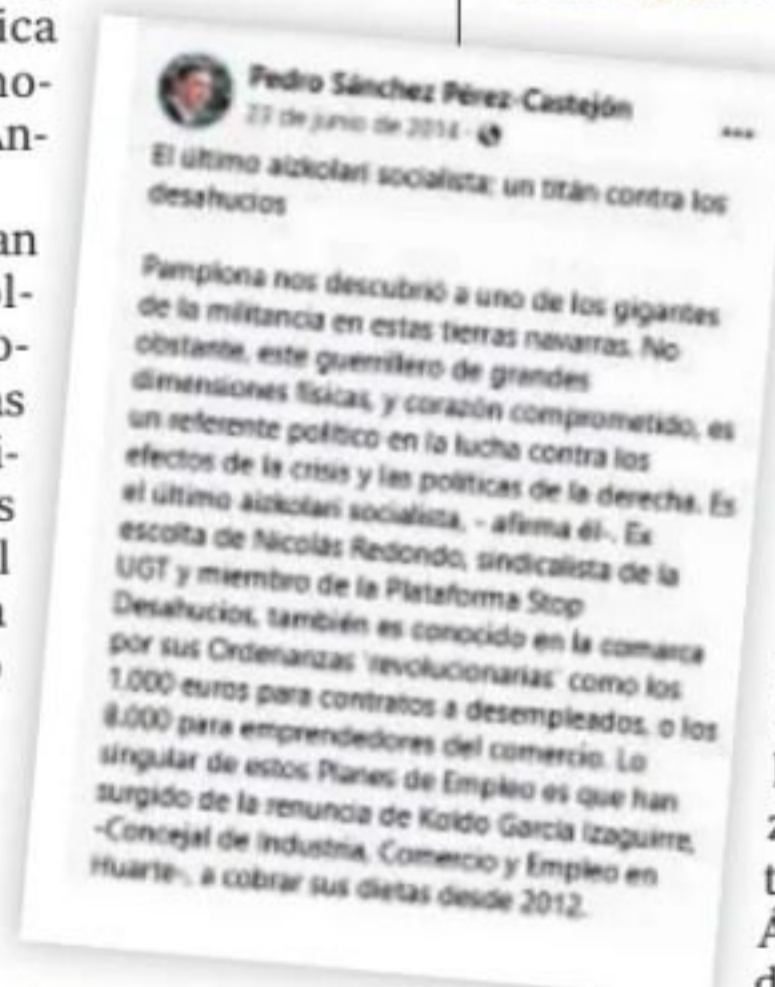 ica
no-
An-
an
ol-
o-
as
i-
s
l
a
Pedro Sánchez Pérez-Castejón
23 de junio de 2014
El último aizkolari socialista: un titán contra los
desahucios
Pamplona nos descubrió a uno de los gigantes
de la militancia en estas tierras navarras. No
obstante, este guerrillero de grandes
dimensiones físicas, y corazón comprometido, es
un referente político en la lucha contra los
efectos de la crisis y las políticas de la derecha. Es
el último aizkolari socialista, - afirma él-. Ex
escolta de Nicolás Redondo, sindicalista de la
UGT y miembro de la Plataforma Stop
Desahucios, también es conocido en la comarca
por sus Ordenanzas 'revolucionarias' como los
1.000 euros para contratos a desempleados, o los
8.000 para emprendedores del comercio. Lo
singular de estos Planes de Empleo es que han
surgido de la renuncia de Koldo García Izaguirre,
-Concejal de Industria, Comercio y Empleo en
Huarte-, a cobrar sus dietas desde 2012.
z
t
Á
d